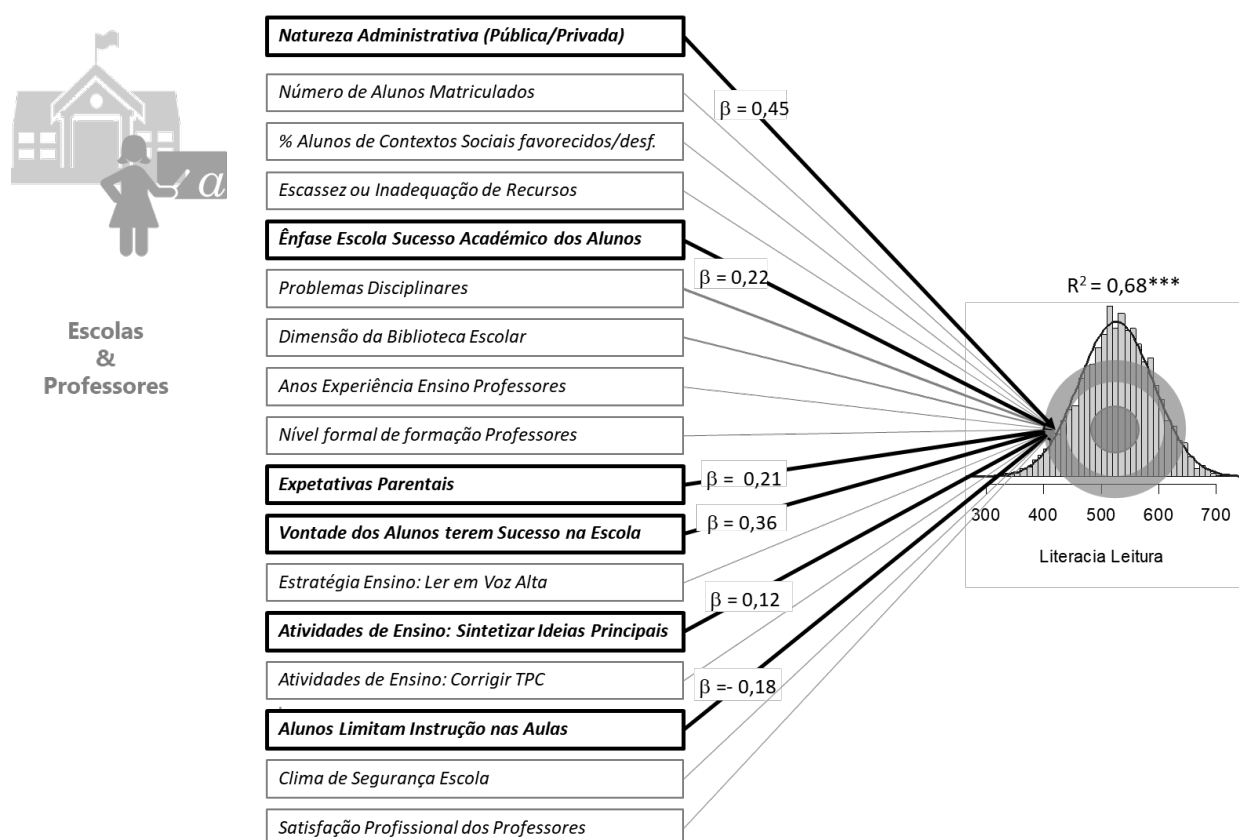 Natureza Administrativa (Pública/Privada)
Número de Alunos Matriculados
β = 0,45
% Alunos de Contextos Sociais favorecidos/desf.
a
Escassez ou Inadequação de Recursos
Ênfase Escola Sucesso Académico dos Alunos
β = 0,22
Problemas Disciplinares
R² = 0,68***
Escolas
&
Professores
Dimensão da Biblioteca Escolar
Anos Experiência Ensino Professores
Nível formal de formação Professores
Expetativas Parentais
β = 0,21
Vontade dos Alunos terem Sucesso na Escola
β = 0,36
300 400 500 600 700
Literacia Leitura
Estratégia Ensino: Ler em Voz Alta
β = 0,12
Atividades de Ensino: Sintetizar Ideias Principais
Atividades de Ensino: Corrigir TPC
β =- 0,18
Alunos Limitam Instrução nas Aulas
Clima de Segurança Escola
Satisfação Profissional dos Professores